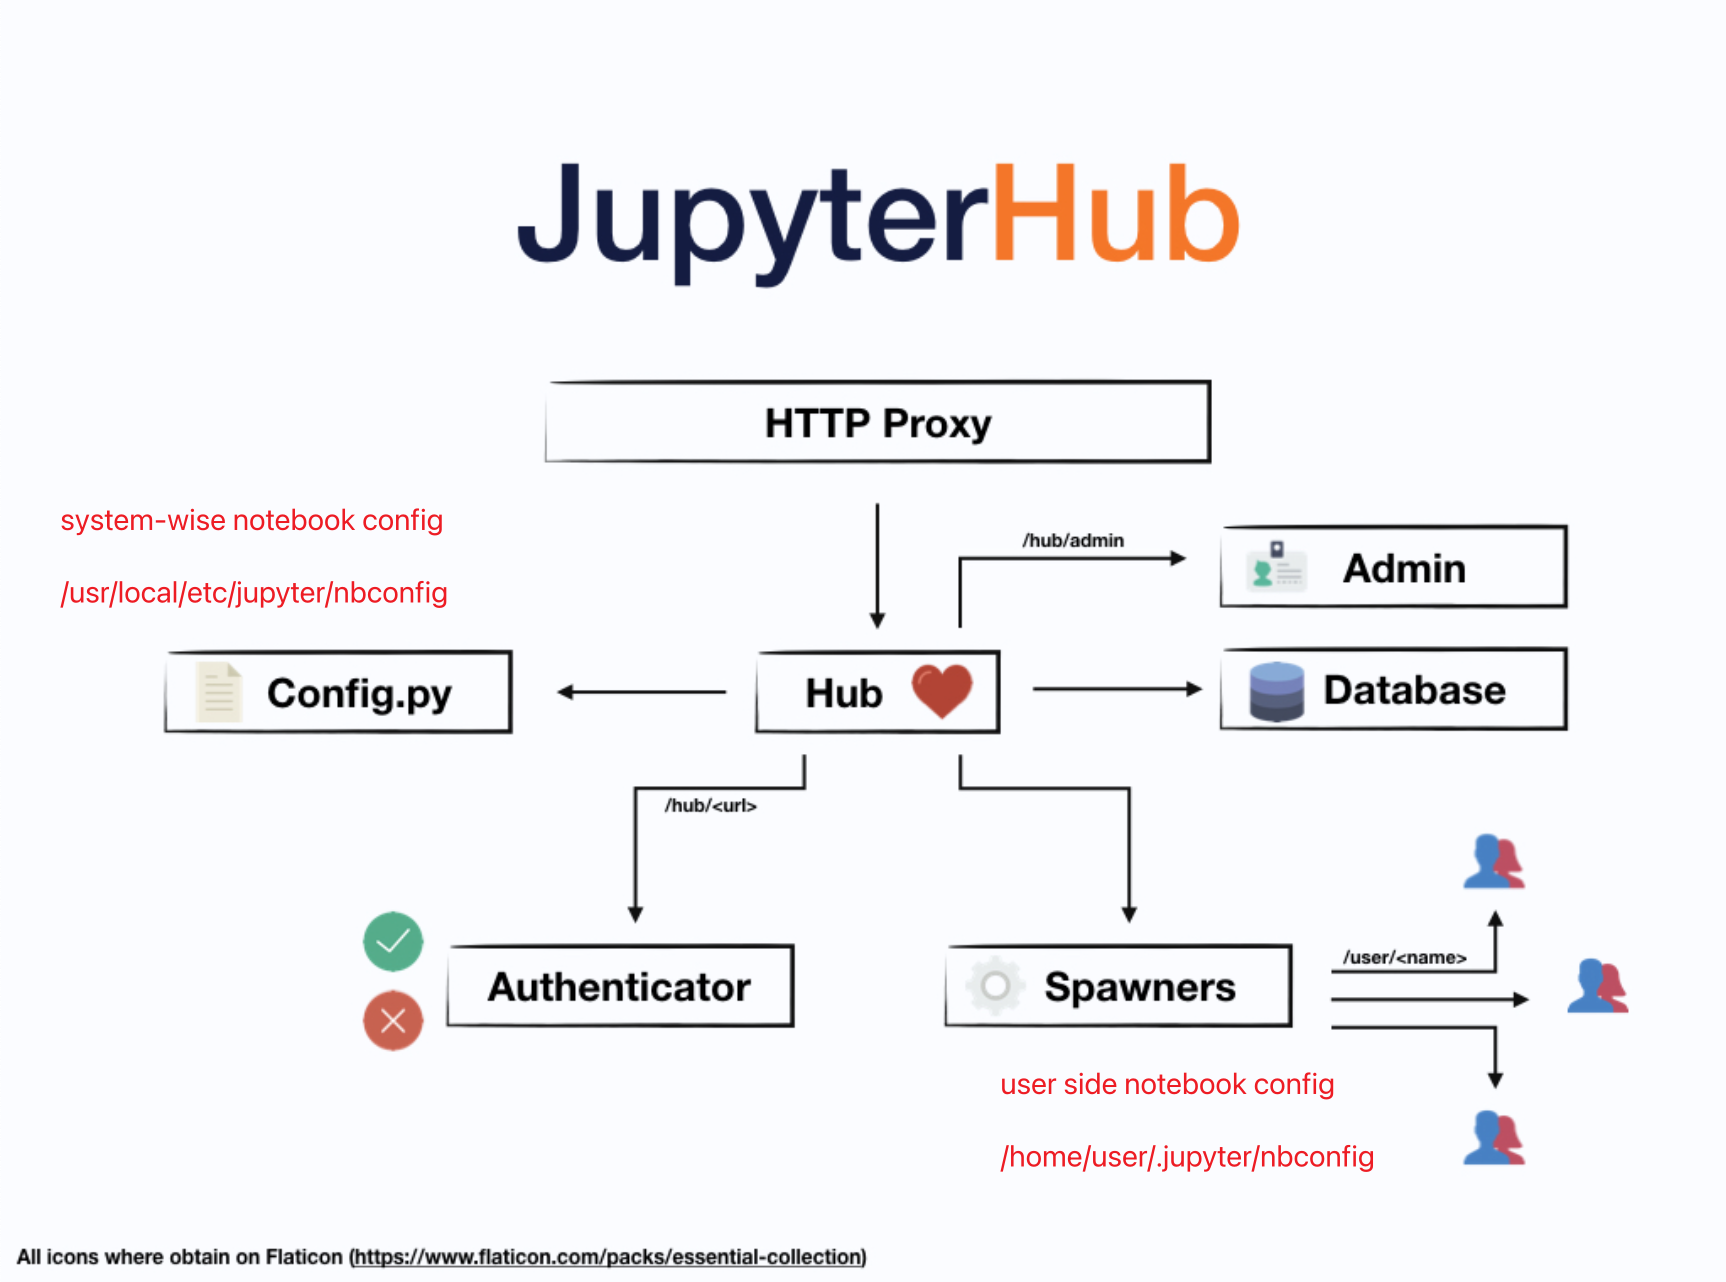 JupyterHub
HTTP Proxy
system-wise notebook config
/usr/local/etc/jupyter/nbconfig
/hub/admin
Admin
Config.py
Hub
Database
/hub/<url>
Authenticator
Spawners
/user/<name>
user side notebook config
/home/user/.jupyter/nbconfig
All icons where obtain on Flaticon (https://www.flaticon.com/packs/essential-collection)